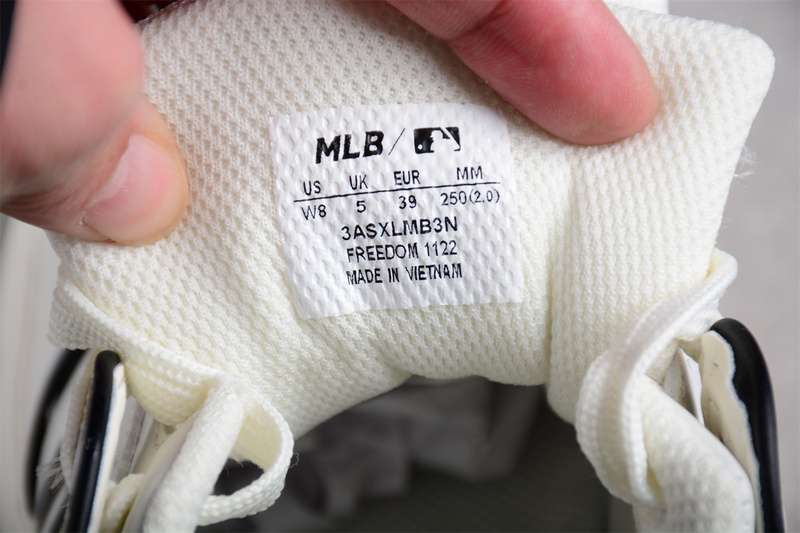 MLB /
US UK EUR MM
W8 5 39 250(2.0)
3ASXLMB3N
FREEDOM 1122
MADE IN VIETNAM